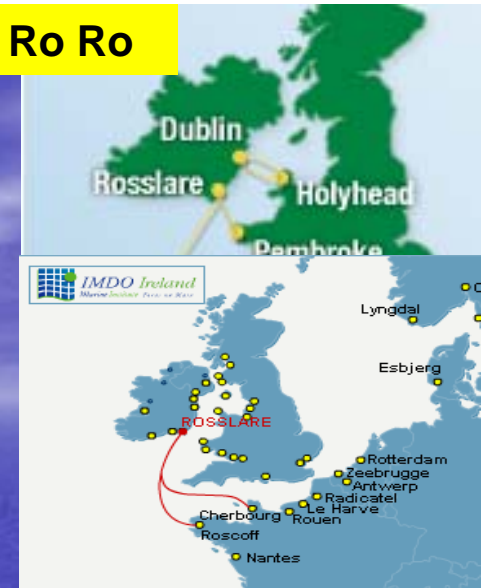 Ro Ro
Dublin
Rosslare
Holyhead
Pembroke
IMDO Ireland
Lyngdal
Esbjerg
ROSSLARE
Rotterdam
Zeebrugge
Antwerp
Radicatel
Le Harve
Cherbourg
Rouen
Roscoff
Nantes